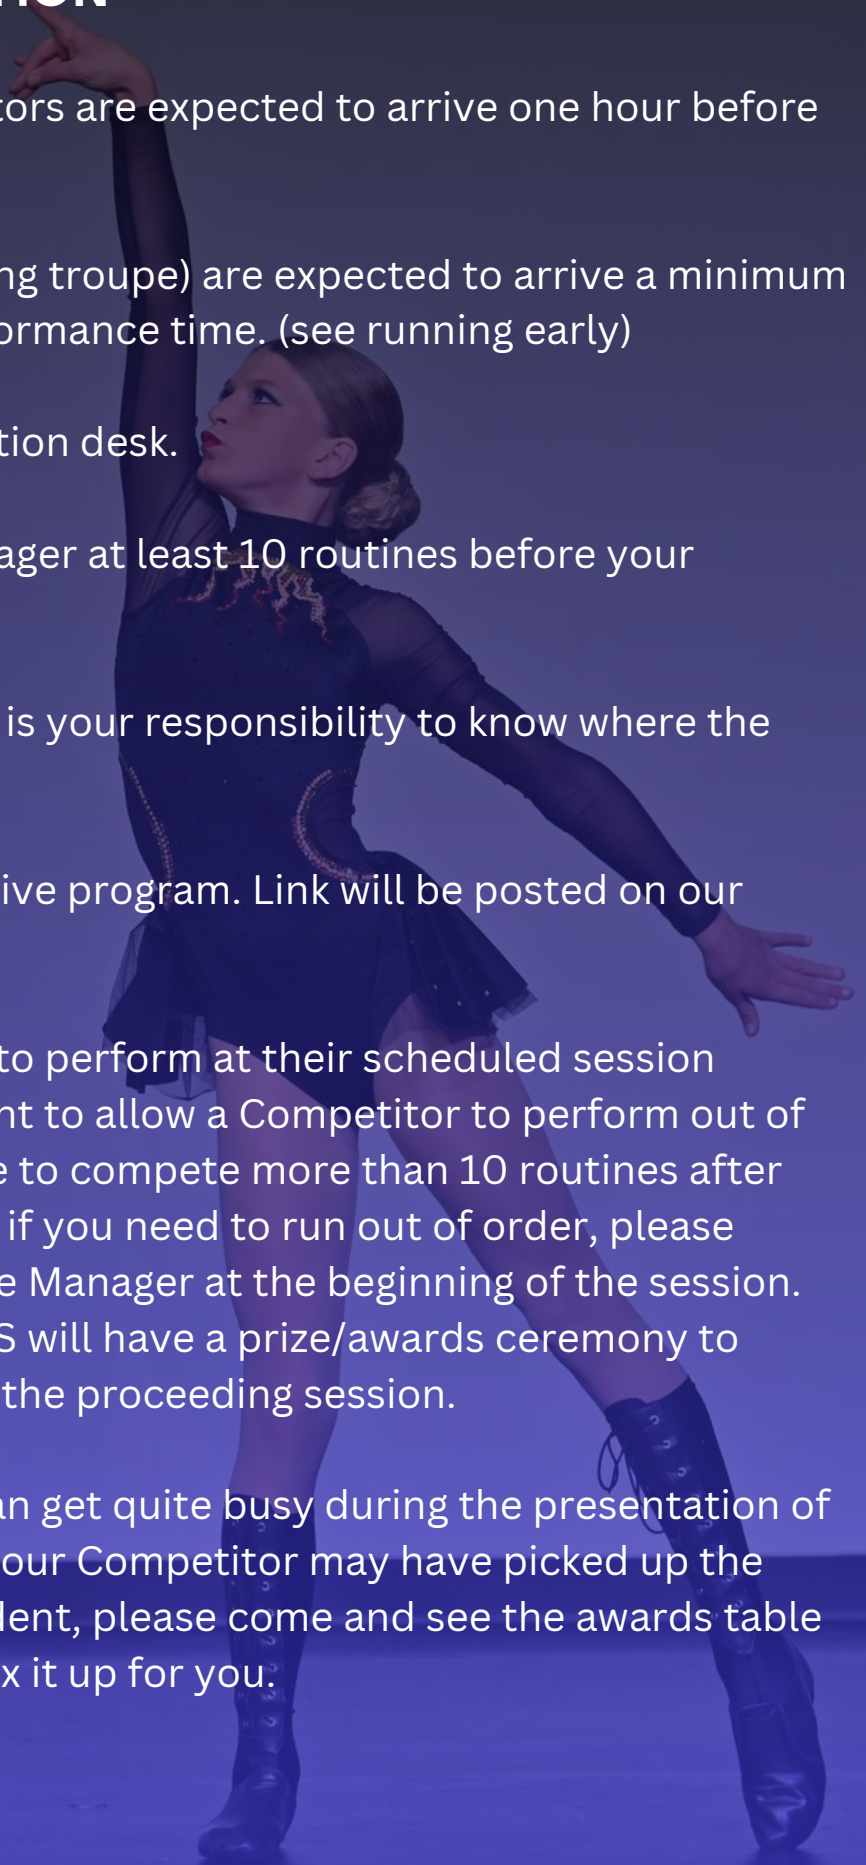 TION
tors are expected to arrive one hour before
ng troupe) are expected to arrive a minimum
ormance time. (see running early)
tion desk.
ager at least 10 routines before your
is your responsibility to know where the
ive program. Link will be posted on our
to perform at their scheduled session
nt to allow a Competitor to perform out of
e to compete more than 10 routines after
if you need to run out of order, please
e Manager at the beginning of the session.
S will have a prize/awards ceremony to
the proceeding session.
an get quite busy during the presentation of
our Competitor may have picked up the
dent, please come and see the awards table
x it up for you.